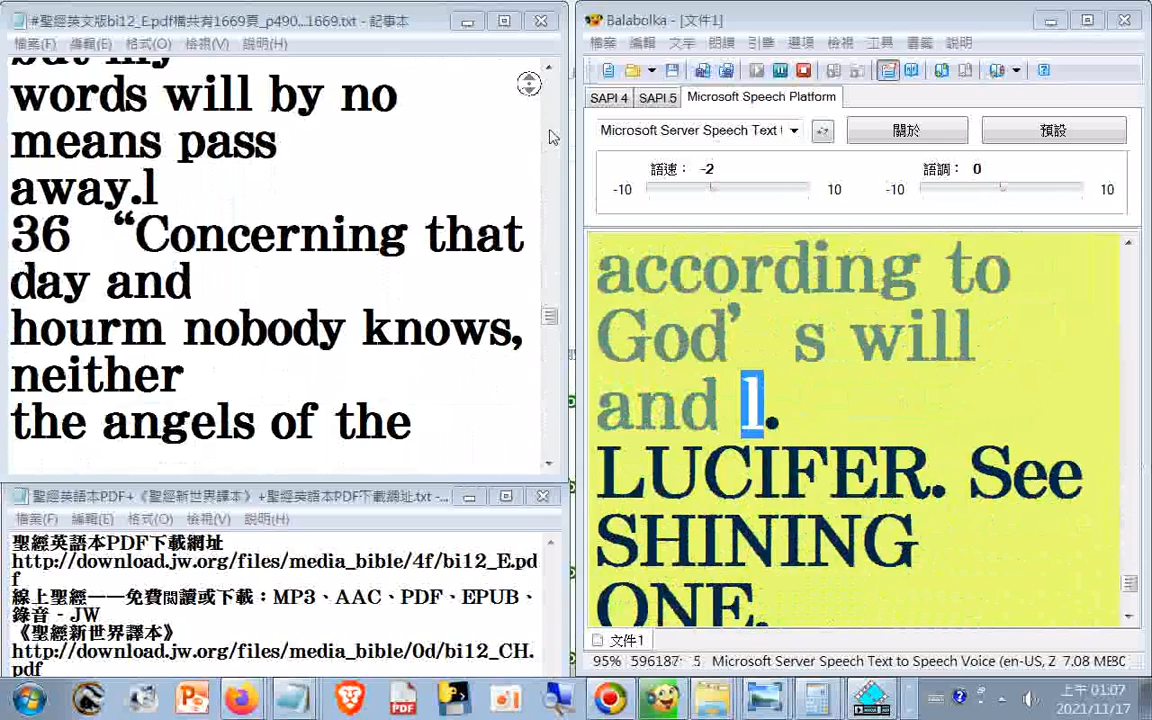 #聖經英文版bi12_E.pdf橫共有1669頁_p490...1669.txt - 記事本
檔案(F) 編輯(E) 格式(O) 檢視(V) 說明(H)
but my
words will by no
means pass
away.l
36 “Concerning that
day and
hourm nobody knows,
neither
the angels of the
聖經英語本PDF+《聖經新世界譯本》+聖經英語本PDF下載網址.txt -...
檔案(F) 編輯(E) 格式(O) 檢視(V) 說明(H)
聖經英語本PDF下載網址
http://download.jw.org/files/media_bible/4f/bi12_E.pd
f
線上聖經——免費閱讀或下載：MP3、AAC、PDF、EPUB、
錄音 - JW
《聖經新世界譯本》
http://download.jw.org/files/media_bible/0d/bi12_CH.
pdf
Balabolka - [文件1]
檔案 編輯 文字 朗讀 引擎 選項 檢視 工具 書籤 說明
SAPI 4 SAPI 5 Microsoft Speech Platform
Microsoft Server Speech Text 關於 預設
語速： -2 語調： 0
-10 10 -10 10
according to
God’s will
and l.
LUCIFER. See
SHINING
ONE.
文件1
95% 596187: 5 Microsoft Server Speech Text to Speech Voice (en-US, Z 7.08 МБ
上午 01:07
2021/11/17